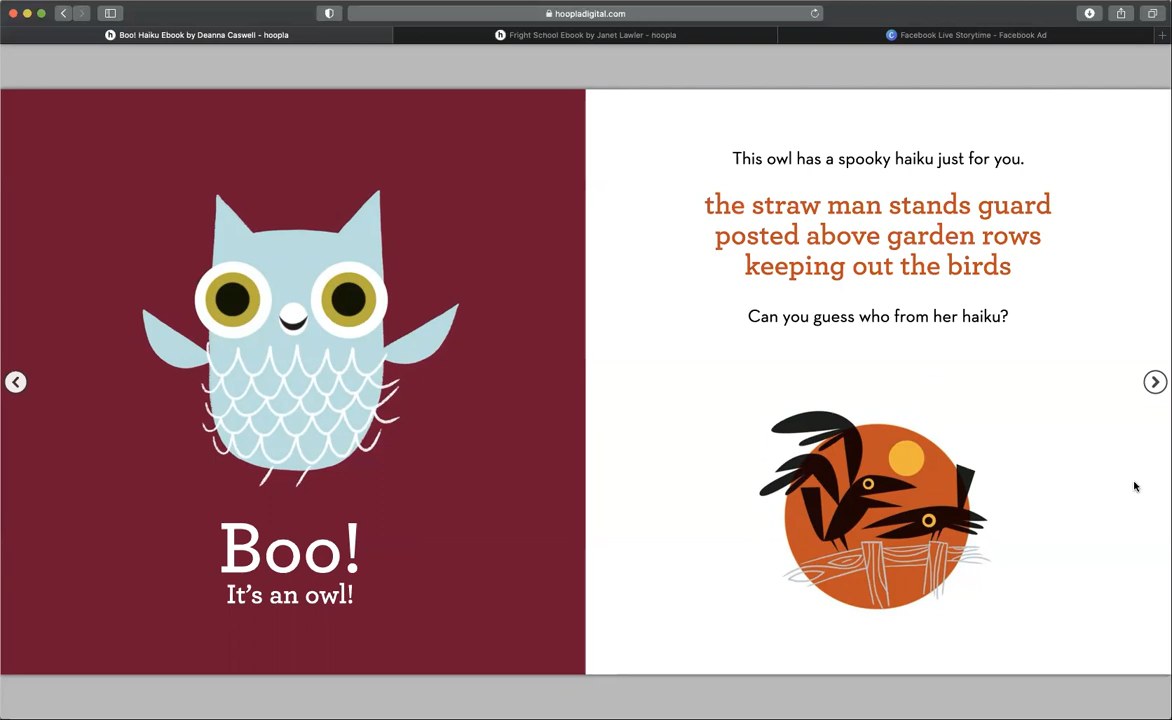 hoopladigital.com
Boo! Haiku Ebook by Deanna Caswell - hoopla
Fright School Ebook by Janet Lawler - hoopla
Facebook Live Storytime - Facebook Ad
Boo!
It's an owl!
This owl has a spooky haiku just for you.
the straw man stands guard
posted above garden rows
keeping out the birds
Can you guess who from her haiku?